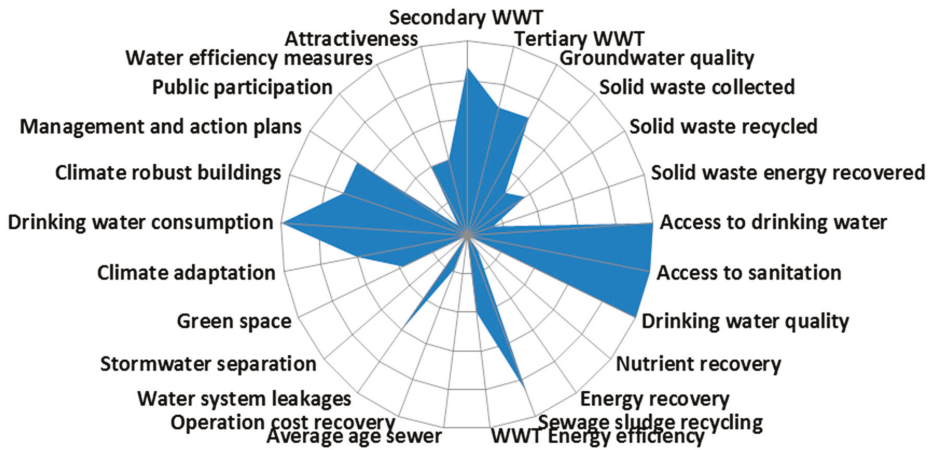 Secondary WWT
Attractiveness
Tertiary WWT
Water efficiency measures
Groundwater quality
Public participation
Solid waste collected
Management and action plans
Solid waste recycled
Climate robust buildings
Solid waste energy recovered
Drinking water consumption
Access to drinking water
Climate adaptation
Access to sanitation
Green space
Drinking water quality
Stormwater separation
Nutrient recovery
Water system leakages
Energy recovery
Operation cost recovery
Sewage sludge recycling
Average age sewer
WWT Energy efficiency